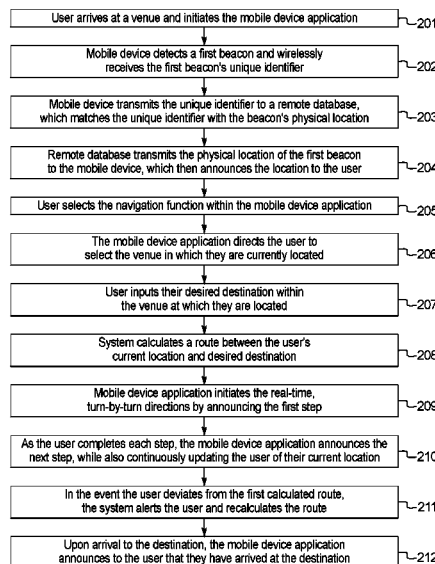 User arrives at a venue and initiates the mobile device application
201
Mobile device detects a first beacon and wirelessly
receives the first beacon's unique identifier
202
Mobile device transmits the unique identifier to a remote database,
which matches the unique identifier with the beacon's physical location
203
Remote database transmits the physical location of the first beacon
to the mobile device, which then announces the location to the user
204
User selects the navigation function within the mobile device application
205
The mobile device application directs the user to
select the venue in which they are currently located
206
User inputs their desired destination within
the venue at which they are located
207
System calculates a route between the user's
current location and desired destination
208
Mobile device application initiates the real-time,
turn-by-turn directions by announcing the first step
209
As the user completes each step, the mobile device application announces the
next step, while also continuously updating the user of their current location
210
In the event the user deviates from the first calculated route,
the system alerts the user and recalculates the route
211
Upon arrival to the destination, the mobile device application
announces to the user that they have arrived at the destination
212